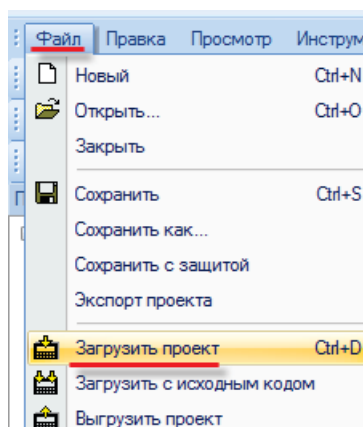 Файл Правка Просмотр Инструм
Новый Ctrl+N
Открыть... Ctrl+O
Закрыть
Сохранить Ctrl+S
Сохранить как...
Сохранить с защитой
Экспорт проекта
Загрузить проект Ctrl+D
Загрузить с исходным кодом
Выгрузить проект